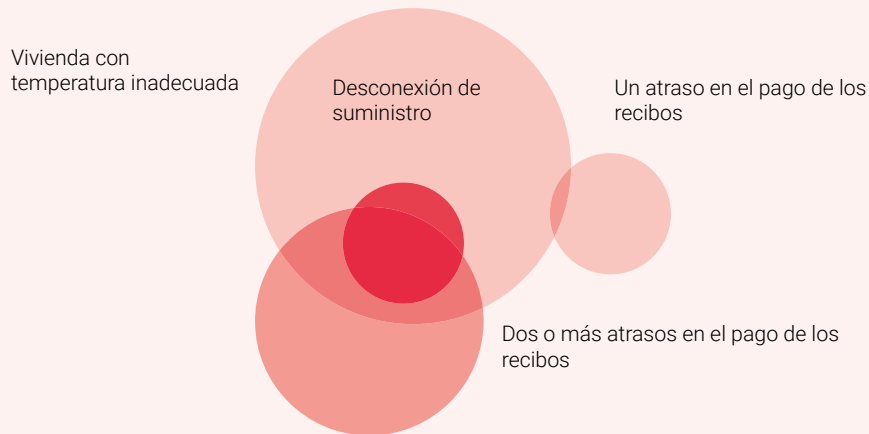 Vivienda con
temperatura inadecuada
Desconexión de
suministro
Un atraso en el pago de los
recibos
Dos o más atrasos en el pago de los
recibos